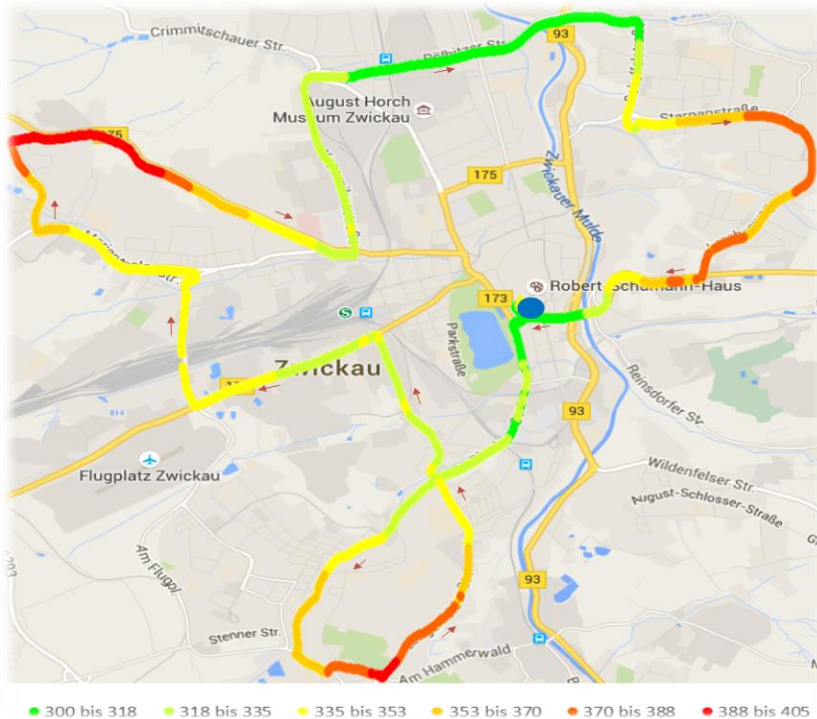 Crimmitschauer Str.
93
August Horch
Museum Zwickau
175
Zwickauer Mulde
Robert-Schumann-Haus
S
173
Parkstraße
Zwickau
Reinsdorfer Str.
93
Flugplatz Zwickau
Wildenfelser Str.
August-Schlosser-Straße
Am Flugpl.
93
Stenner Str.
Am Hammerwald
300 bis 318 318 bis 335 335 bis 353 353 bis 370 370 bis 388 388 bis 405